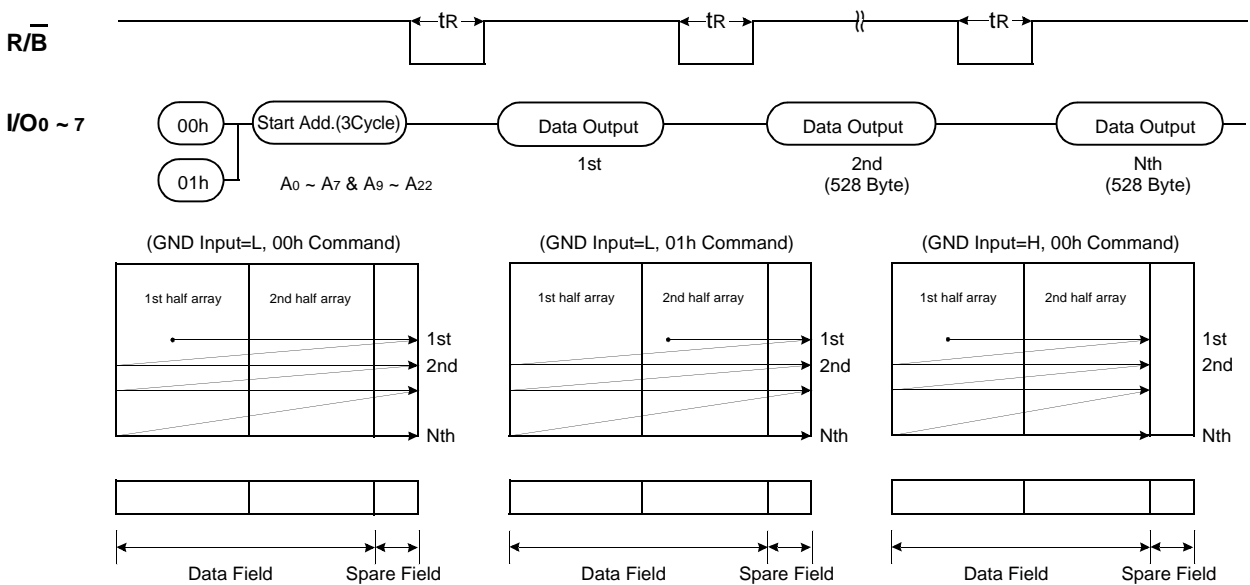 R/B tR tR tR
I/O0 ~ 7 00h Start Add.(3Cycle) Data Output Data Output Data Output
01h A0 ~ A7 & A9 ~ A22 1st 2nd Nth
(528 Byte) (528 Byte)
(GND Input=L, 00h Command) (GND Input=L, 01h Command) (GND Input=H, 00h Command)
1st half array 2nd half array 1st half array 2nd half array 1st half array 2nd half array
1st 1st 1st
2nd 2nd 2nd
Nth Nth Nth
Data Field Spare Field Data Field Spare Field Data Field Spare Field